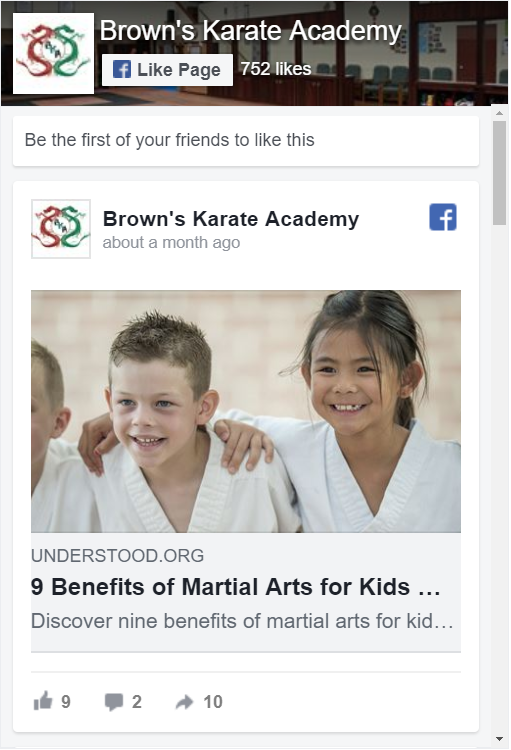 Brown's Karate Academy
Like Page
752 likes
Be the first of your friends to like this
Brown's Karate Academy
about a month ago
UNDERSTOOD.ORG
9 Benefits of Martial Arts for Kids ...
Discover nine benefits of martial arts for kid...
9 2 10